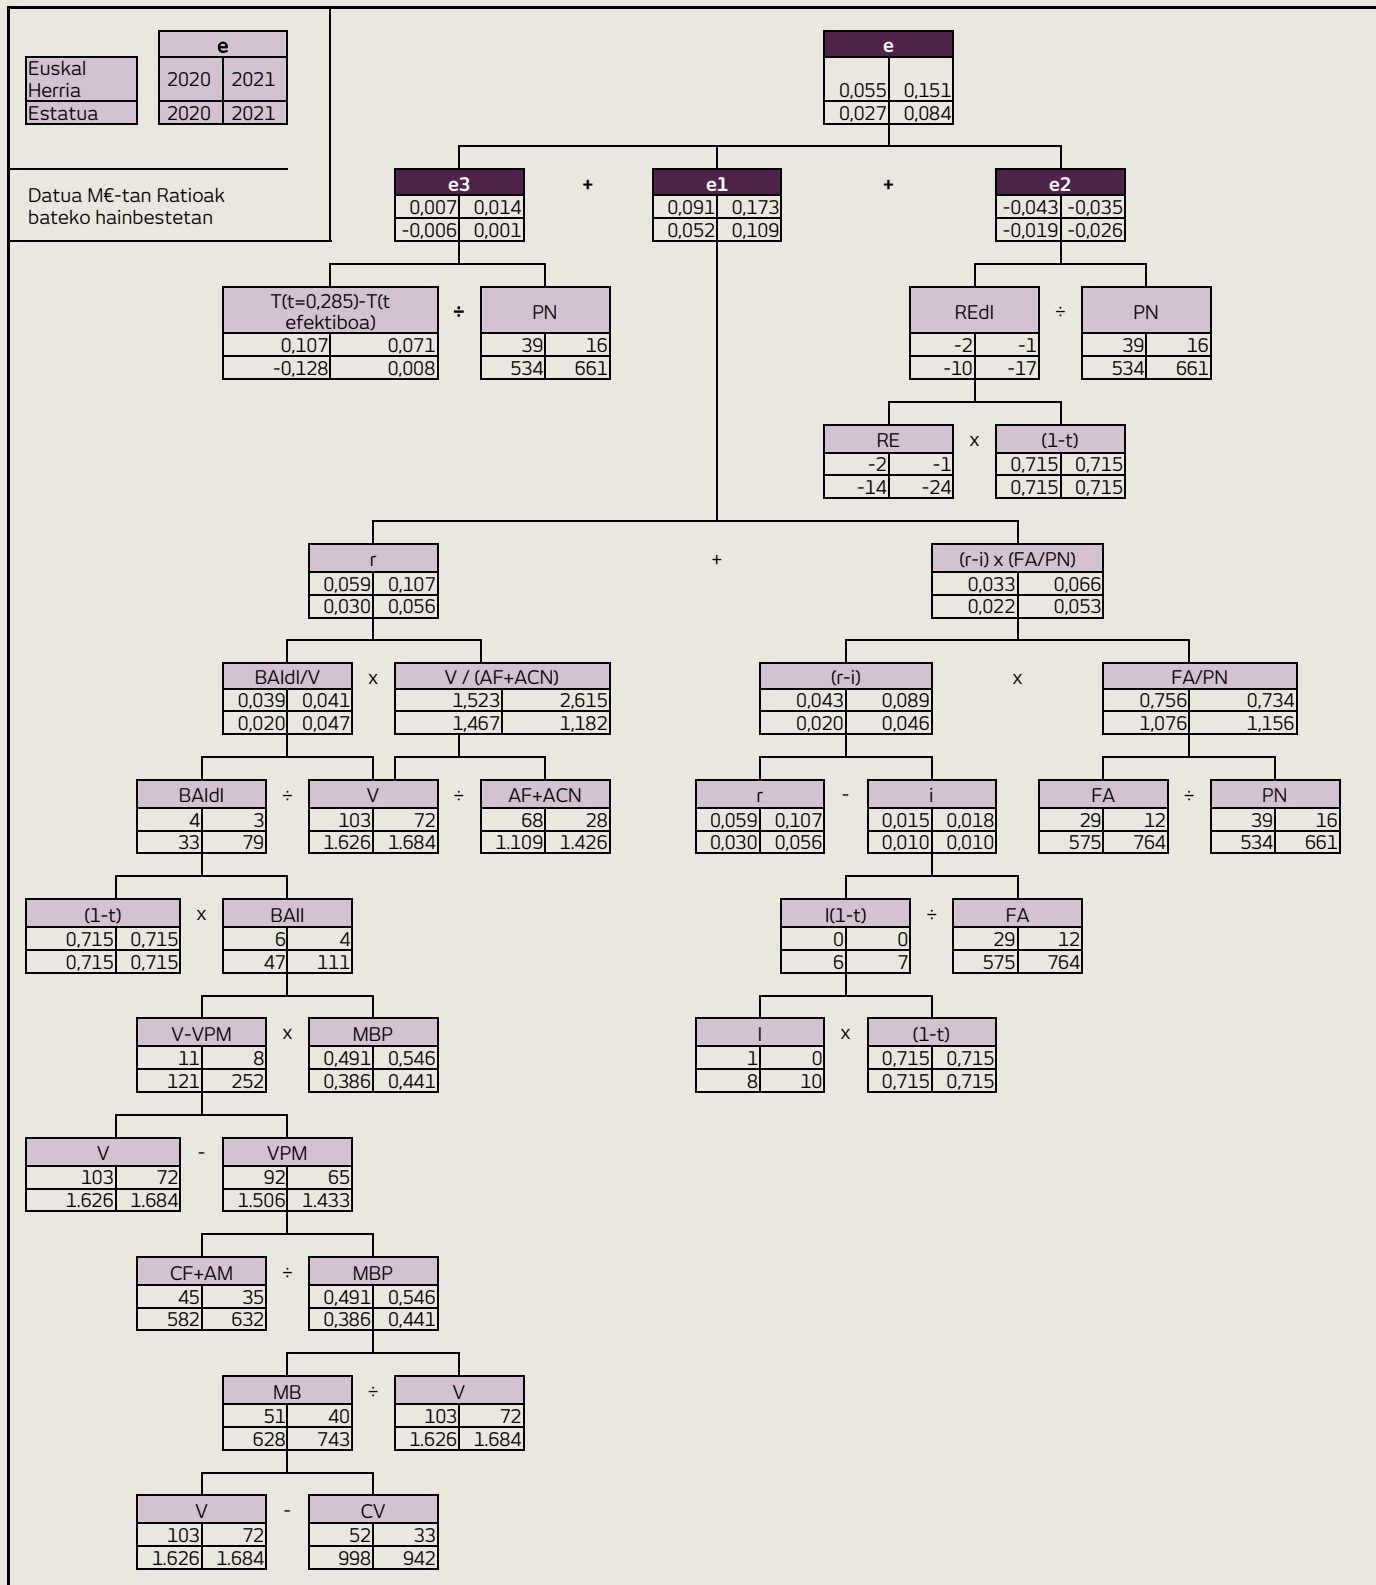 e
Euskal
Herria
2020 2021
Estatua
2020 2021
Datua M€-tan Ratioak
bateko hainbestetan
e
0,055 0,151
0,027 0,084
e3 + e1 + e2
0,007 0,014 0,091 0,173 -0,043 -0,035
-0,006 0,001 0,052 0,109 -0,019 -0,026
T(t=0,285)-T(t
efektiboa)
÷ PN REdI ÷ PN
0,107 0,071 39 16 -2 -1 39 16
-0,128 0,008 534 661 -10 -17 534 661
RE x (1-t)
-2 -1 0,715 0,715
-14 -24 0,715 0,715
r + (r-i) x (FA/PN)
0,059 0,107 0,033 0,066
0,030 0,056 0,022 0,053
BAIdI/V x V / (AF+ACN) (r-i) x FA/PN
0,039 0,041 1,523 2,615 0,043 0,089 0,756 0,734
0,020 0,047 1,467 1,182 0,020 0,046 1,076 1,156
BAIdI ÷ V ÷ AF+ACN r - i FA ÷ PN
4 3 103 72 68 28 0,059 0,107 0,015 0,018 29 12 39 16
33 79 1.626 1.684 1.109 1.426 0,030 0,056 0,010 0,010 575 764 534 661
(1-t) x BAII I(1-t) ÷ FA
0,715 0,715 6 4 0 0 29 12
0,715 0,715 47 111 6 7 575 764
V-VPM x MBP I x (1-t)
11 8 0,491 0,546 1 0 0,715 0,715
121 252 0,386 0,441 8 10 0,715 0,715
V - VPM
103 72 92 65
1.626 1.684 1.506 1.433
CF+AM ÷ MBP
45 35 0,491 0,546
582 632 0,386 0,441
MB ÷ V
51 40 103 72
628 743 1.626 1.684
V - CV
103 72 52 33
1.626 1.684 998 942